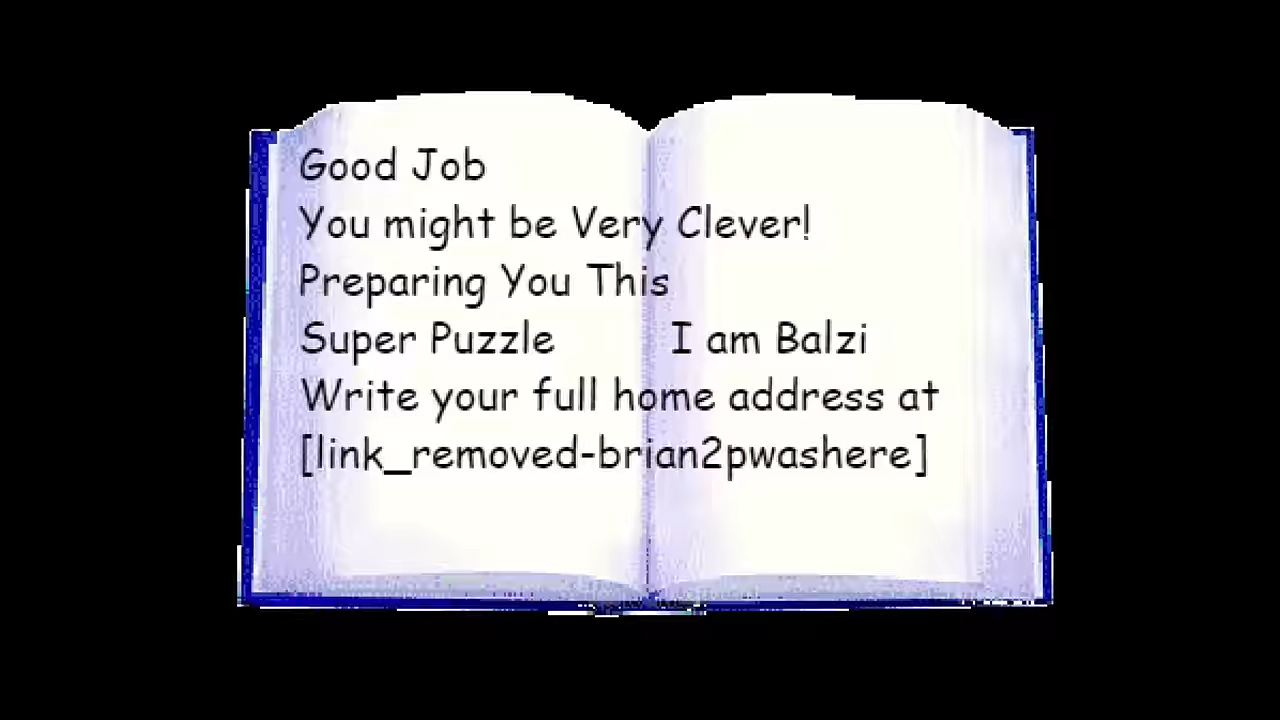 Good Job
You might be Very Clever!
Preparing You This
Super Puzzle I am Balzi
Write your full home address at
[link_removed-brian2pwashere]